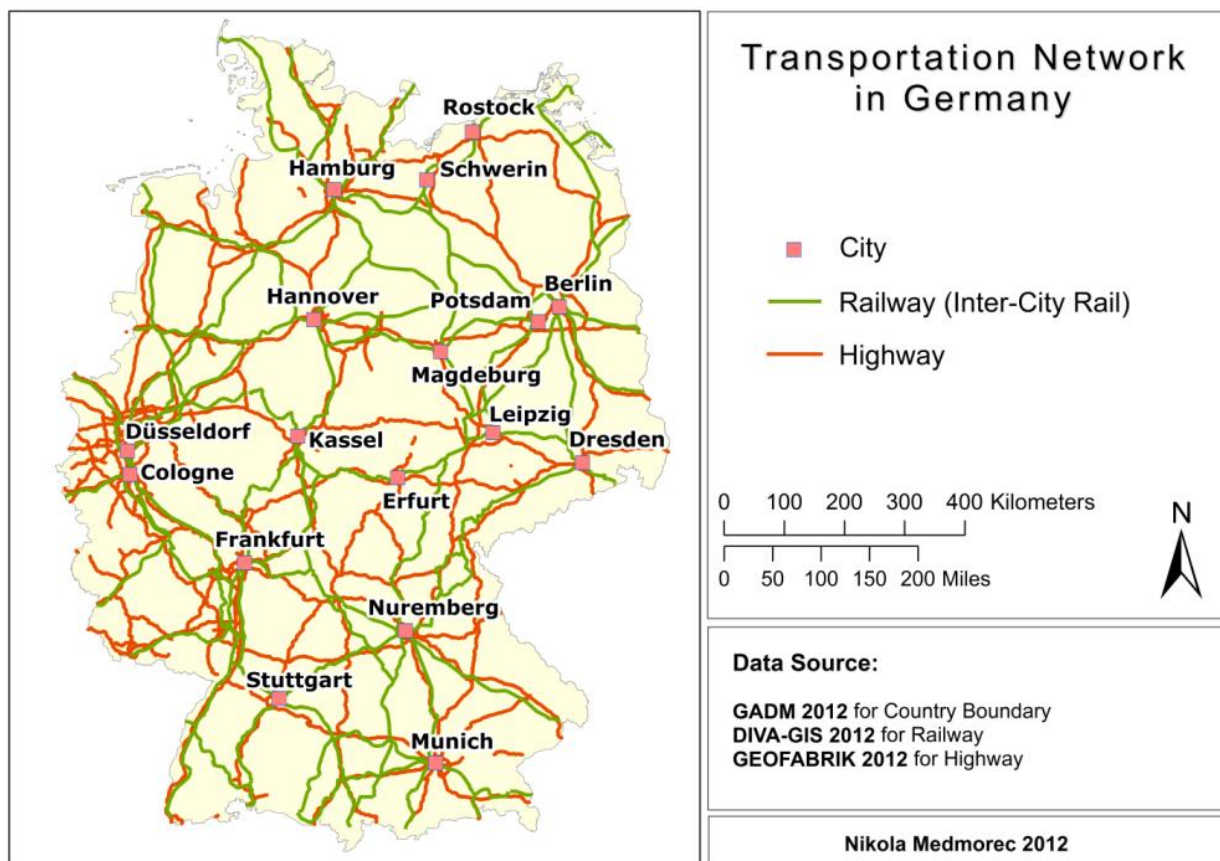 Transportation Network
in Germany
Rostock
Hamburg
Schwerin
Hannover
Potsdam
Berlin
Magdeburg
Leipzig
Düsseldorf
Kassel
Dresden
Cologne
Erfurt
Frankfurt
Nuremberg
Stuttgart
Munich
City
Railway (Inter-City Rail)
Highway
0 100 200 300 400 Kilometers
0 50 100 150 200 Miles
N
Data Source:
GADM 2012 for Country Boundary
DIVA-GIS 2012 for Railway
GEOFABRIK 2012 for Highway
Nikola Medmorec 2012